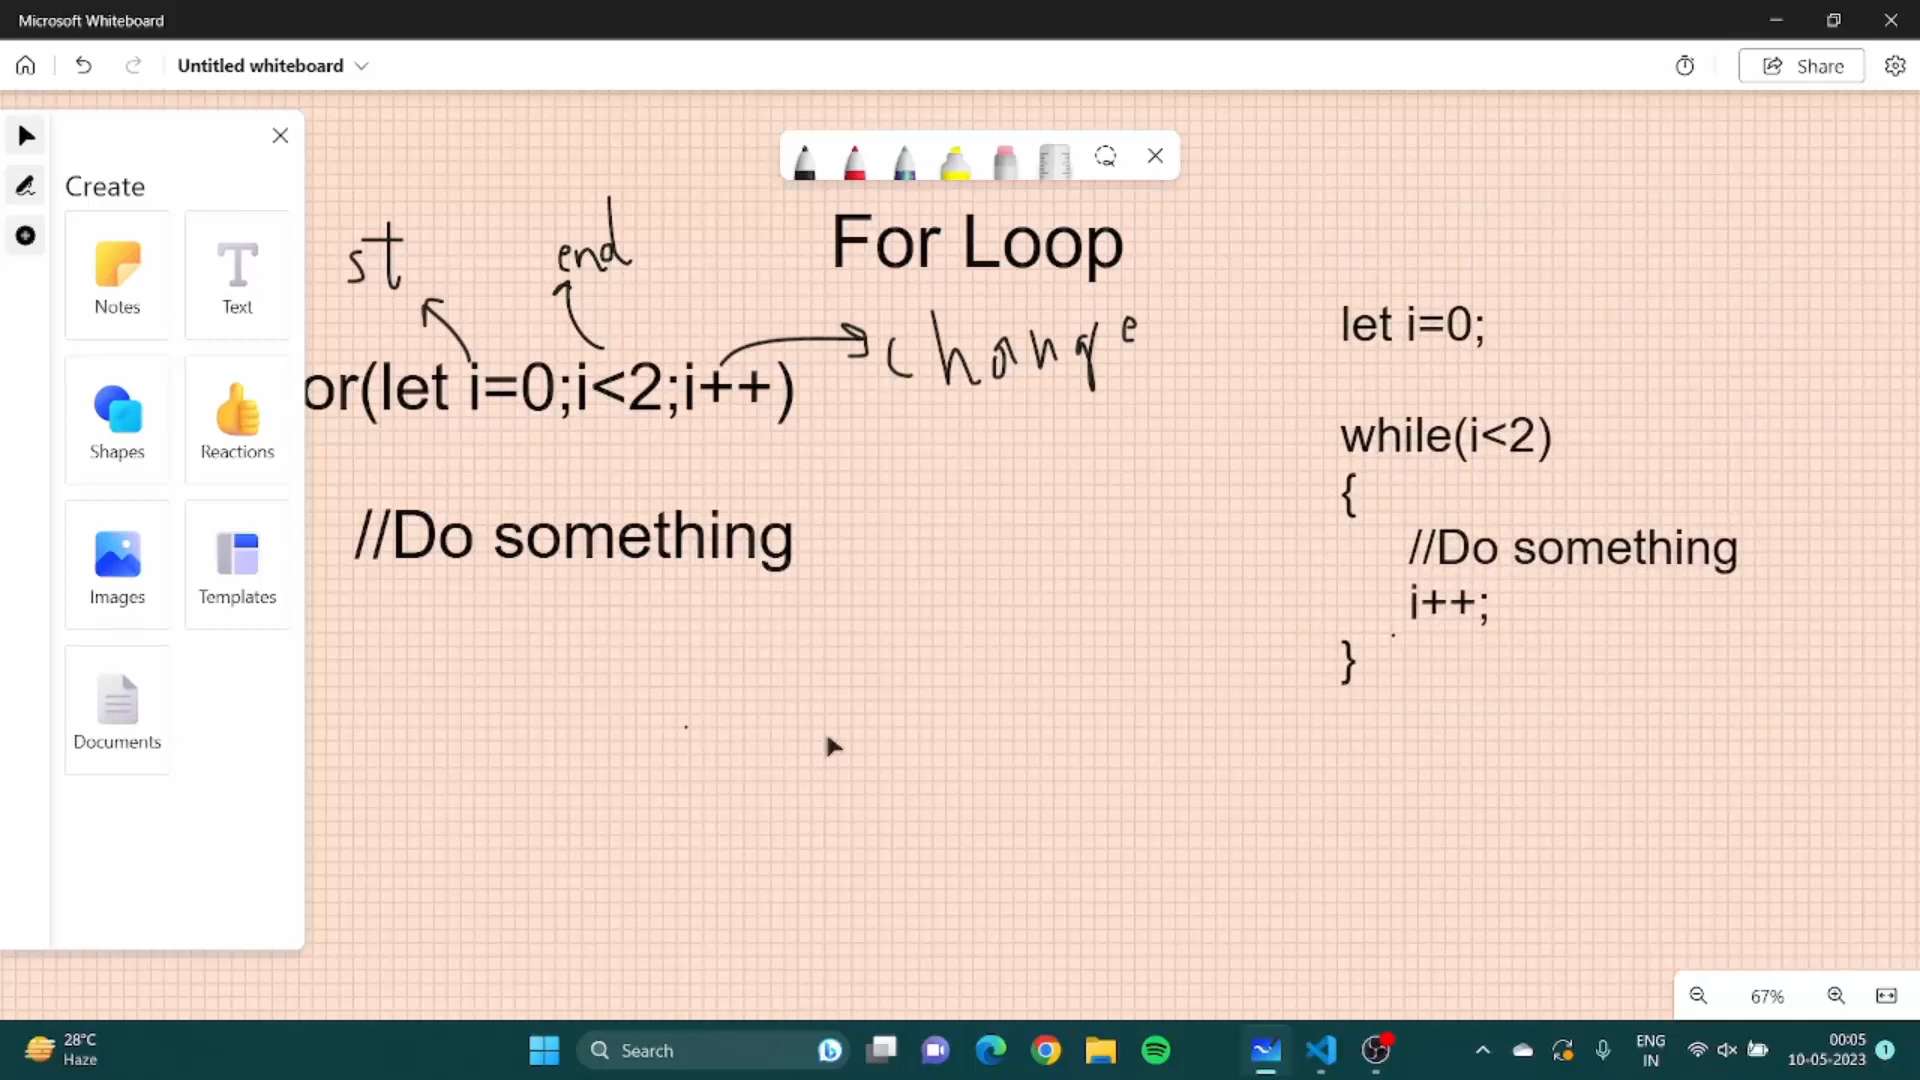 Microsoft Whiteboard
Untitled whiteboard
Share
Create
Notes
Text
Shapes
Reactions
Images
Templates
Documents
For Loop
st
end
change
or(let i=0;i<2;i++)
//Do something
let i=0;
while(i<2)
{
//Do something
i++;
}
67%
28°C
Haze
Search
ENG
IN
00:05
10-05-2023
1